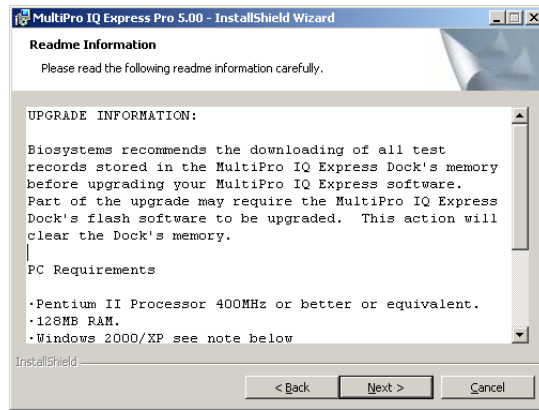 MultiPro IQ Express Pro 5.00 - InstallShield Wizard
Readme Information
Please read the following readme information carefully.
UPGRADE INFORMATION:
Biosystems recommends the downloading of all test
records stored in the MultiPro IQ Express Dock's memory
before upgrading your MultiPro IQ Express software.
Part of the upgrade may require the MultiPro IQ Express
Dock's flash software to be upgraded.  This action will
clear the Dock's memory.
PC Requirements
·Pentium II Processor 400MHz or better or equivalent.
·128MB RAM.
·Windows 2000/XP see note below
InstallShield
< Back
Next >
Cancel